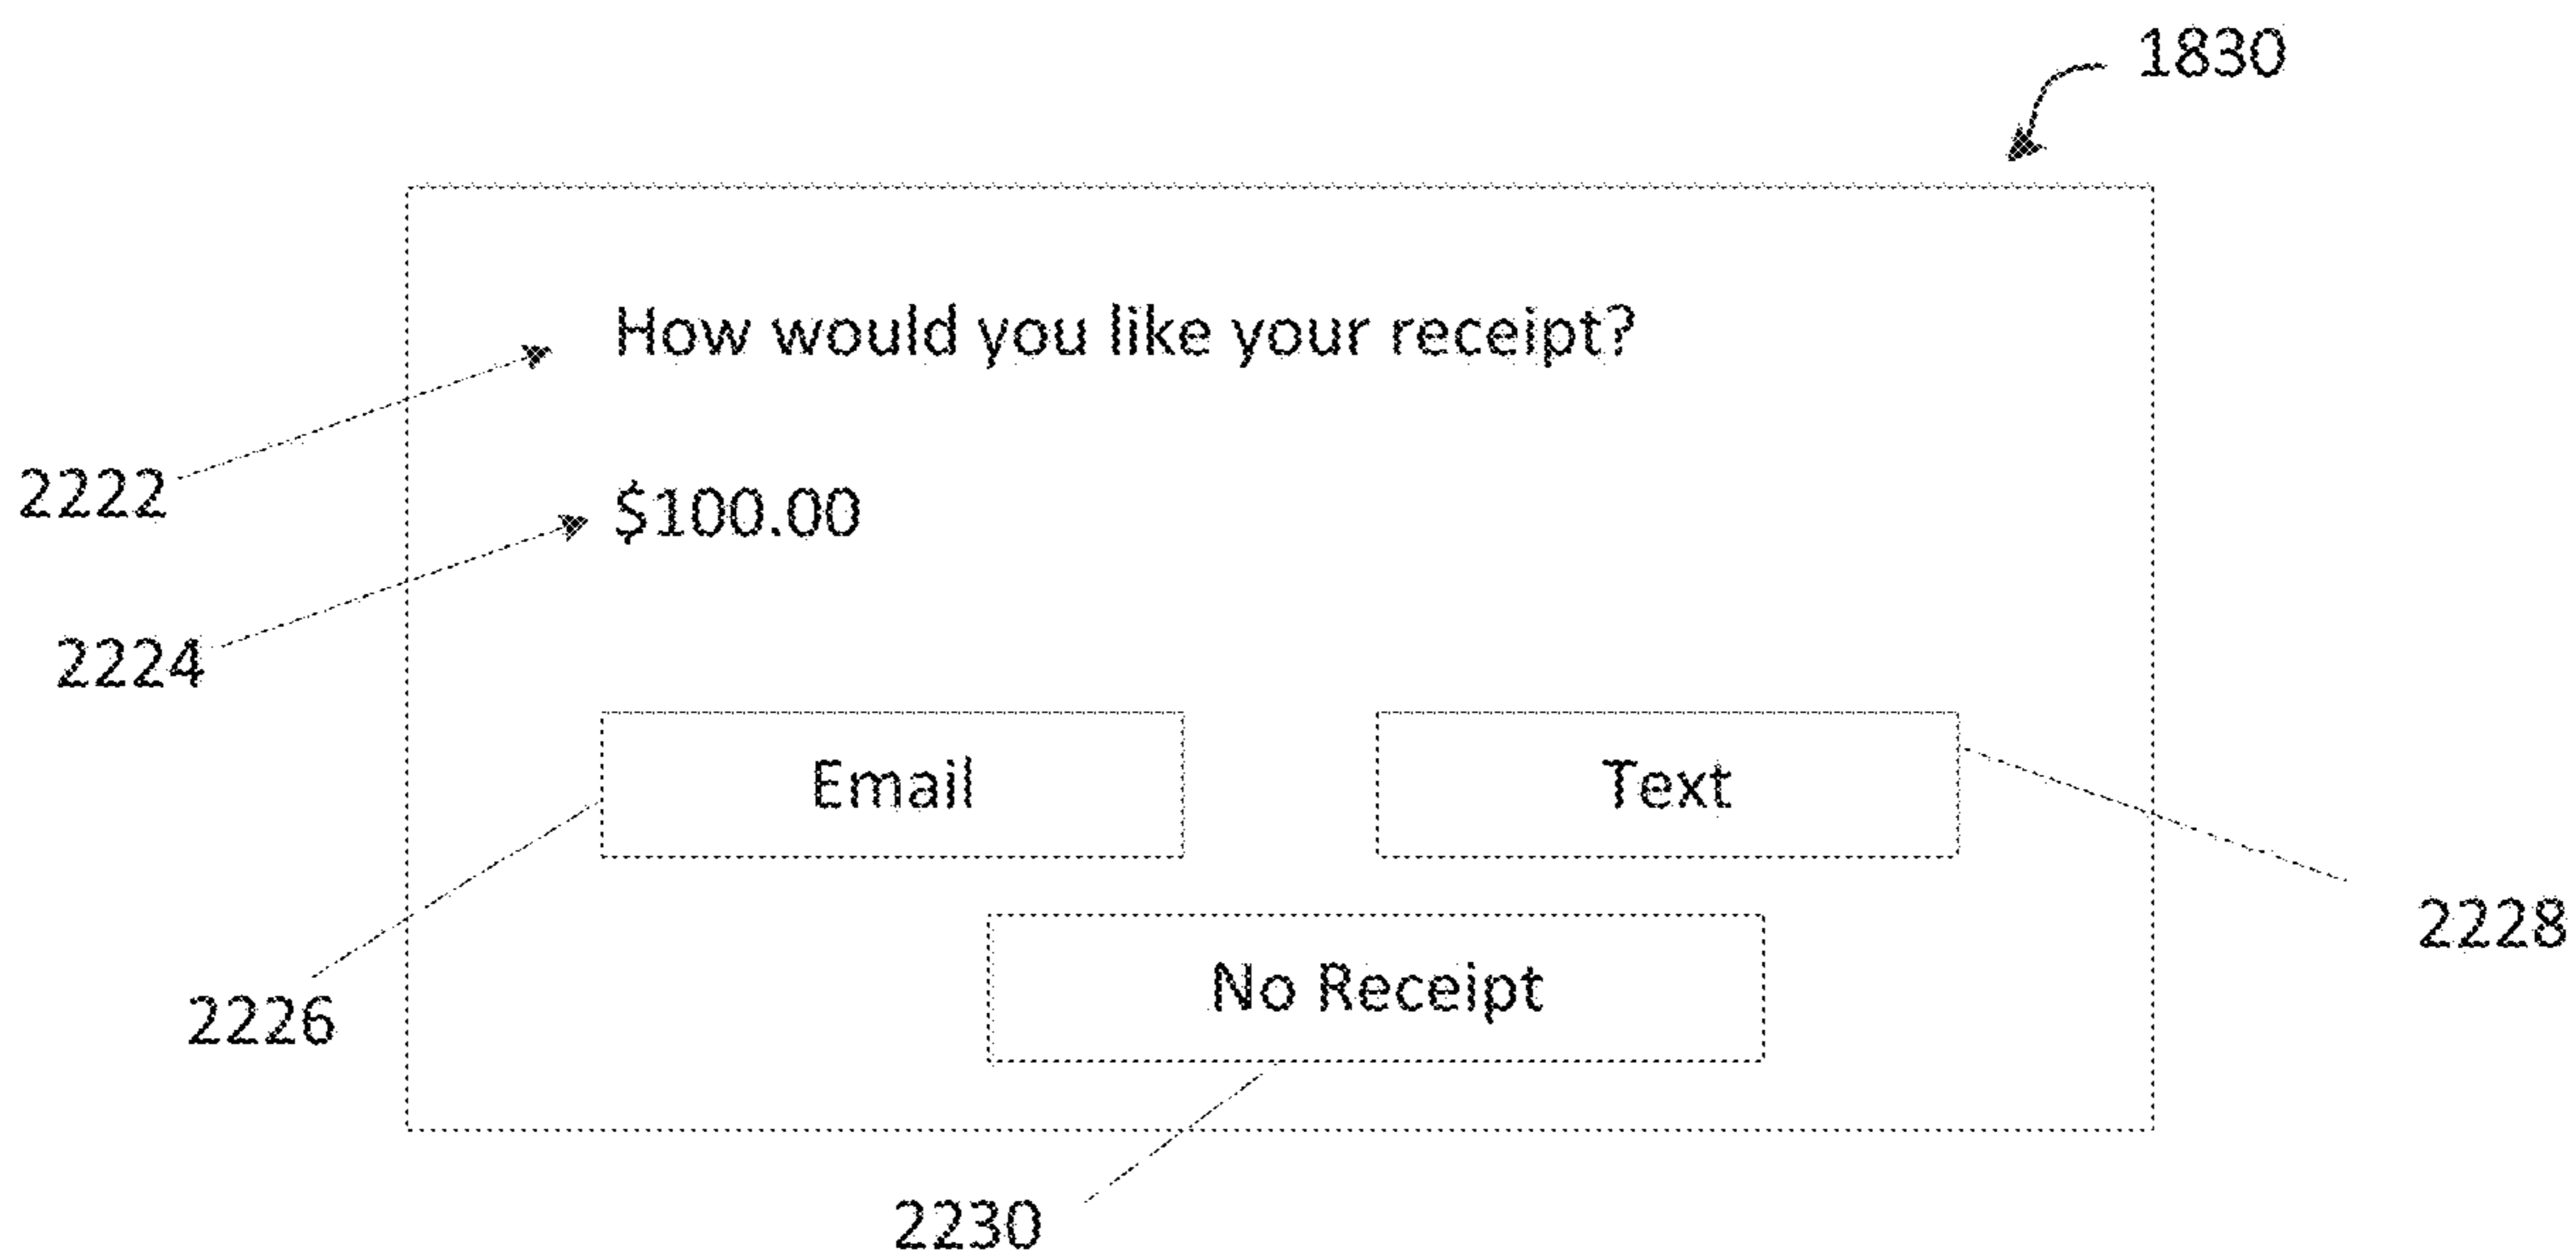 1830
How would you like your receipt?
2222
$100.00
2224
Email
Text
2228
No Receipt
2226
2230